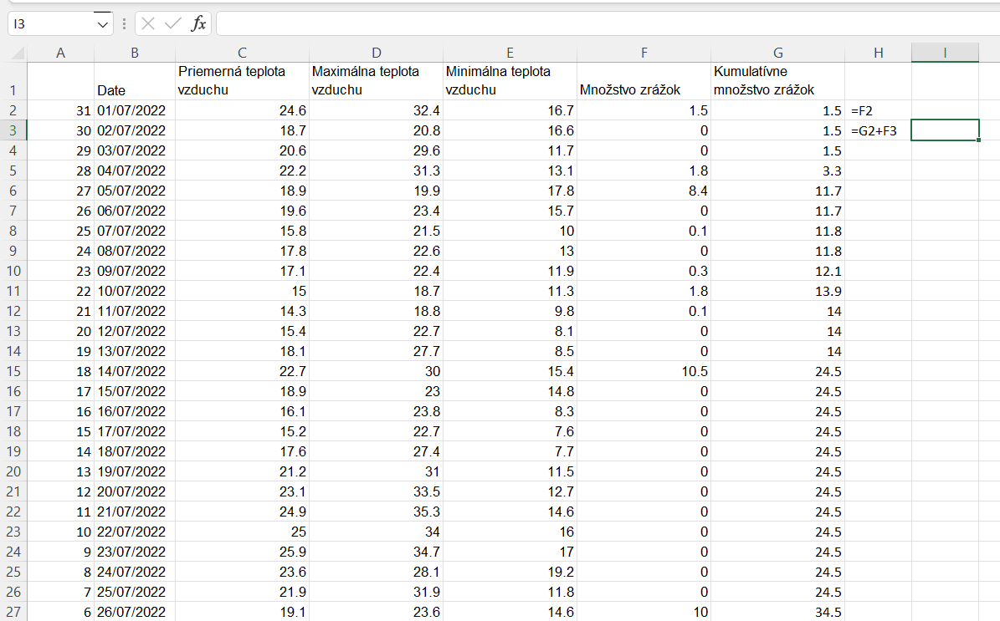 I3 fx
A B C D E F G H I
1 Date Priemerná teplota vzduchu Maximálna teplota vzduchu Minimálna teplota vzduchu Množstvo zrážok Kumulatívne množstvo zrážok
2 31 01/07/2022 24.6 32.4 16.7 1.5 1.5 =F2
3 30 02/07/2022 18.7 20.8 16.6 0 1.5 =G2+F3
4 29 03/07/2022 20.6 29.6 11.7 0 1.5
5 28 04/07/2022 22.2 31.3 13.1 1.8 3.3
6 27 05/07/2022 18.9 19.9 17.8 8.4 11.7
7 26 06/07/2022 19.6 23.4 15.7 0 11.7
8 25 07/07/2022 15.8 21.5 10 0.1 11.8
9 24 08/07/2022 17.8 22.6 13 0 11.8
10 23 09/07/2022 17.1 22.4 11.9 0.3 12.1
11 22 10/07/2022 15 18.7 11.3 1.8 13.9
12 21 11/07/2022 14.3 18.8 9.8 0.1 14
13 20 12/07/2022 15.4 22.7 8.1 0 14
14 19 13/07/2022 18.1 27.7 8.5 0 14
15 18 14/07/2022 22.7 30 15.4 10.5 24.5
16 17 15/07/2022 18.9 23 14.8 0 24.5
17 16 16/07/2022 16.1 23.8 8.3 0 24.5
18 15 17/07/2022 15.2 22.7 7.6 0 24.5
19 14 18/07/2022 17.6 27.4 7.7 0 24.5
20 13 19/07/2022 21.2 31 11.5 0 24.5
21 12 20/07/2022 23.1 33.5 12.7 0 24.5
22 11 21/07/2022 24.9 35.3 14.6 0 24.5
23 10 22/07/2022 25 34 16 0 24.5
24 9 23/07/2022 25.9 34.7 17 0 24.5
25 8 24/07/2022 23.6 28.1 19.2 0 24.5
26 7 25/07/2022 21.9 31.9 11.8 0 24.5
27 6 26/07/2022 19.1 23.6 14.6 10 34.5